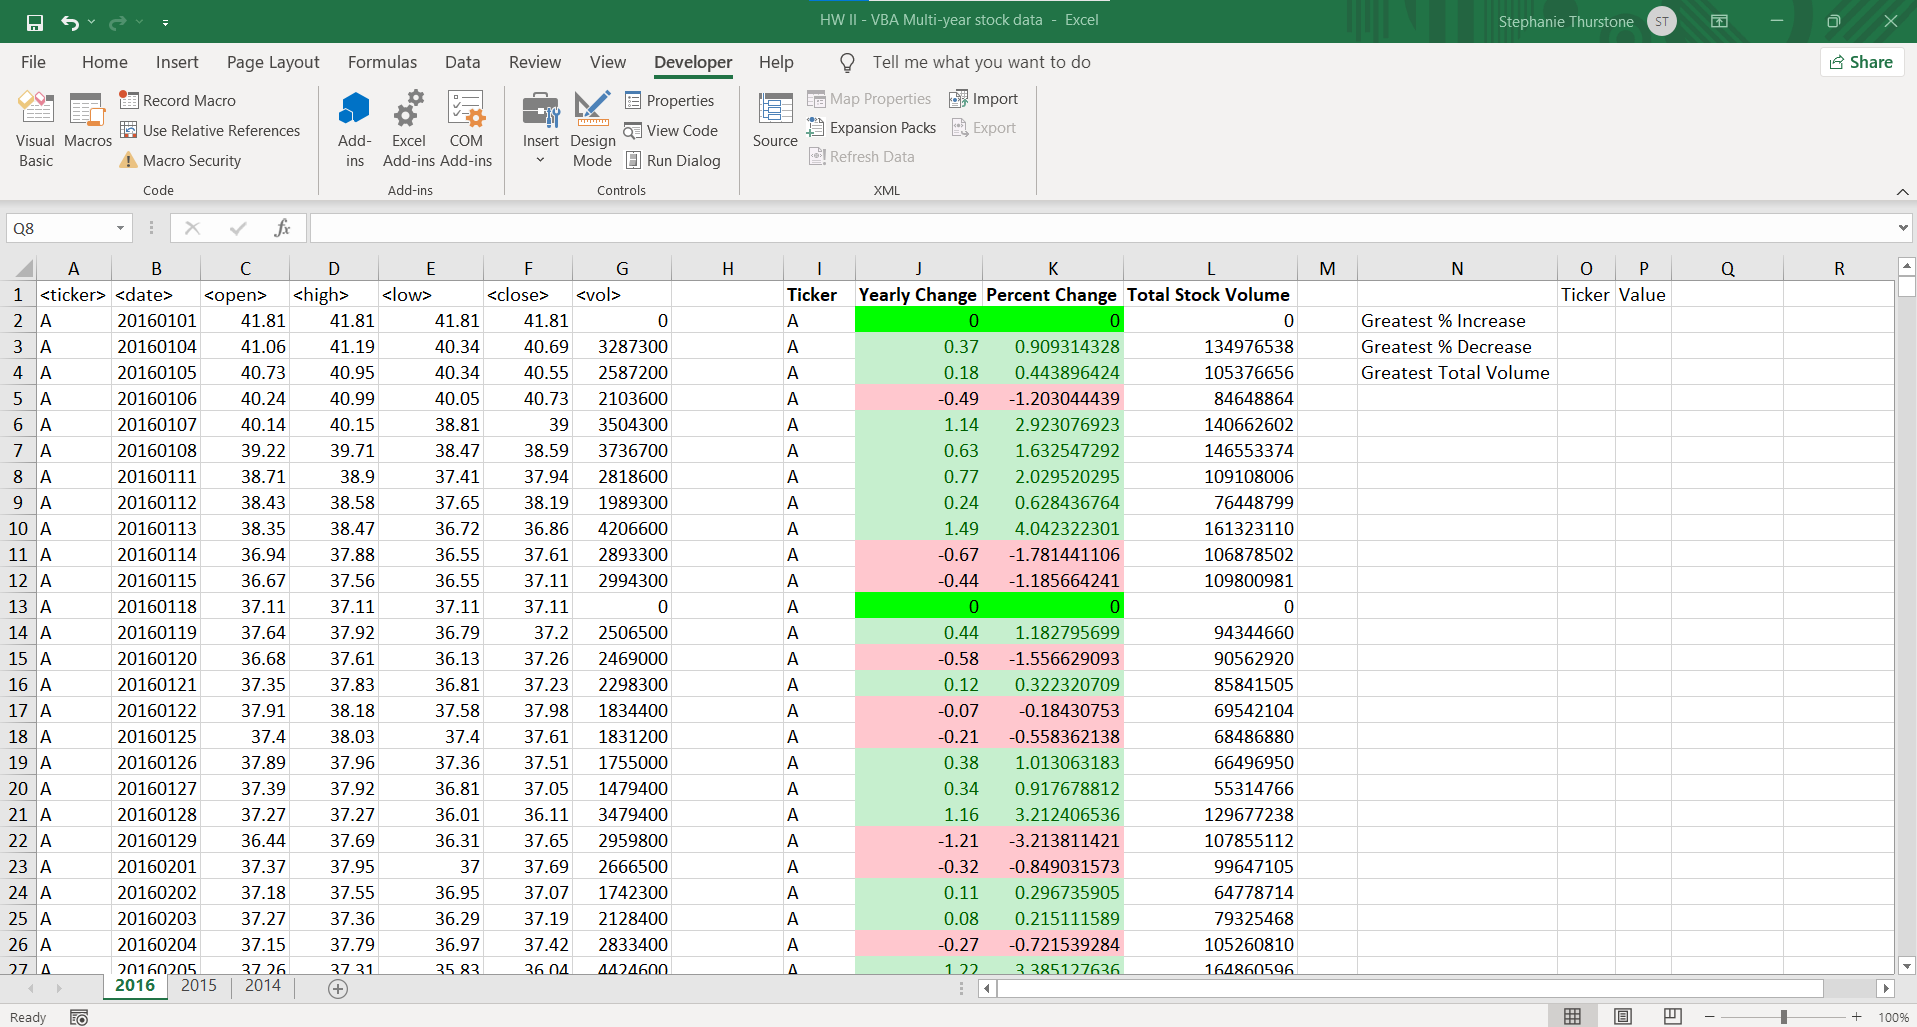 HW II - VBA Multi-year stock data - Excel
Stephanie Thurstone ST
File Home Insert Page Layout Formulas Data Review View Developer Help Tell me what you want to do Share
Visual Basic
Macros
Record Macro
Use Relative References
Macro Security
Code
Add-ins
Excel Add-ins
COM Add-ins
Add-ins
Insert
Design Mode
Properties
View Code
Run Dialog
Controls
Source
Map Properties
Expansion Packs
Refresh Data
Import
Export
XML
Q8 fx
A B C D E F G H I J K L M N O P Q R
1 <ticker> <date> <open> <high> <low> <close> <vol> Ticker Yearly Change Percent Change Total Stock Volume Ticker Value
2 A 20160101 41.81 41.81 41.81 41.81 0 A 0 0 0 Greatest % Increase
3 A 20160104 41.06 41.19 40.34 40.69 3287300 A 0.37 0.909314328 134976538 Greatest % Decrease
4 A 20160105 40.73 40.95 40.34 40.55 2587200 A 0.18 0.443896424 105376656 Greatest Total Volume
5 A 20160106 40.24 40.99 40.05 40.73 2103600 A -0.49 -1.203044439 84648864
6 A 20160107 40.14 40.15 38.81 39 3504300 A 1.14 2.923076923 140662602
7 A 20160108 39.22 39.71 38.47 38.59 3736700 A 0.63 1.632547292 146553374
8 A 20160111 38.71 38.9 37.41 37.94 2818600 A 0.77 2.029520295 109108006
9 A 20160112 38.43 38.58 37.65 38.19 1989300 A 0.24 0.628436764 76448799
10 A 20160113 38.35 38.47 36.72 36.86 4206600 A 1.49 4.042322301 161323110
11 A 20160114 36.94 37.88 36.55 37.61 2893300 A -0.67 -1.781441106 106878502
12 A 20160115 36.67 37.56 36.55 37.11 2994300 A -0.44 -1.185664241 109800981
13 A 20160118 37.11 37.11 37.11 37.11 0 A 0 0 0
14 A 20160119 37.64 37.92 36.79 37.2 2506500 A 0.44 1.182795699 94344660
15 A 20160120 36.68 37.61 36.13 37.26 2469000 A -0.58 -1.556629093 90562920
16 A 20160121 37.35 37.83 36.81 37.23 2298300 A 0.12 0.322320709 85841505
17 A 20160122 37.91 38.18 37.58 37.98 1834400 A -0.07 -0.18430753 69542104
18 A 20160125 37.4 38.03 37.4 37.61 1831200 A -0.21 -0.558362138 68486880
19 A 20160126 37.89 37.96 37.36 37.51 1755000 A 0.38 1.013063183 66496950
20 A 20160127 37.39 37.92 36.81 37.05 1479400 A 0.34 0.917678812 55314766
21 A 20160128 37.27 37.27 36.01 36.11 3479400 A 1.16 3.212406536 129677238
22 A 20160129 36.44 37.69 36.31 37.65 2959800 A -1.21 -3.213811421 107855112
23 A 20160201 37.37 37.95 37 37.69 2666500 A -0.32 -0.849031573 99647105
24 A 20160202 37.18 37.55 36.95 37.07 1742300 A 0.11 0.296735905 64778714
25 A 20160203 37.27 37.36 36.29 37.19 2128400 A 0.08 0.215111589 79325468
26 A 20160204 37.15 37.79 36.97 37.42 2833400 A -0.27 -0.721539284 105260810
27 A 20160205 37.26 37.31 35.83 36.04 4424600 A 1.22 3.385127636 164860596
2016 2015 2014
Ready 100%